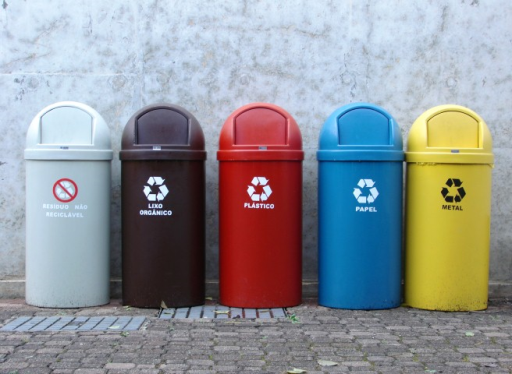 RESÍDUO NÃO
RECICLÁVEL
LIXO
ORGÂNICO
PLÁSTICO
PAPEL
METAL